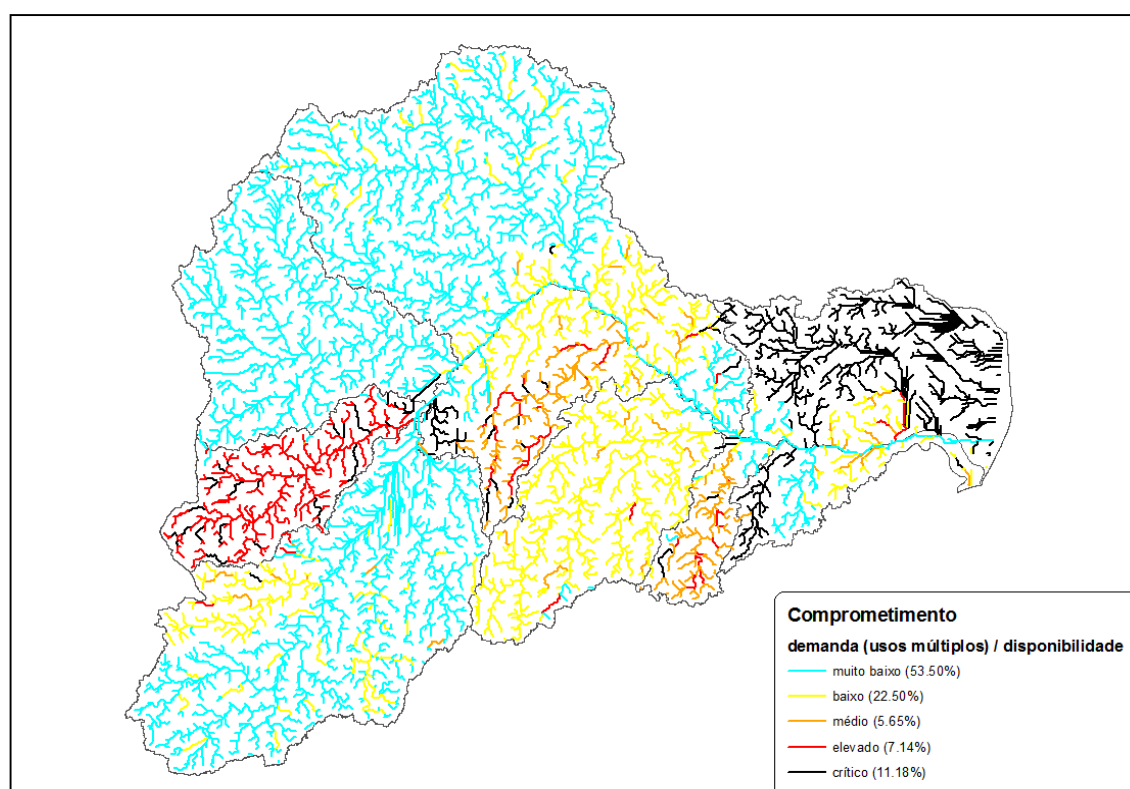 Comprometimento
demanda (usos múltiplos) / disponibilidade
muito baixo (53.50%)
baixo (22.50%)
médio (5.65%)
elevado (7.14%)
crítico (11.18%)